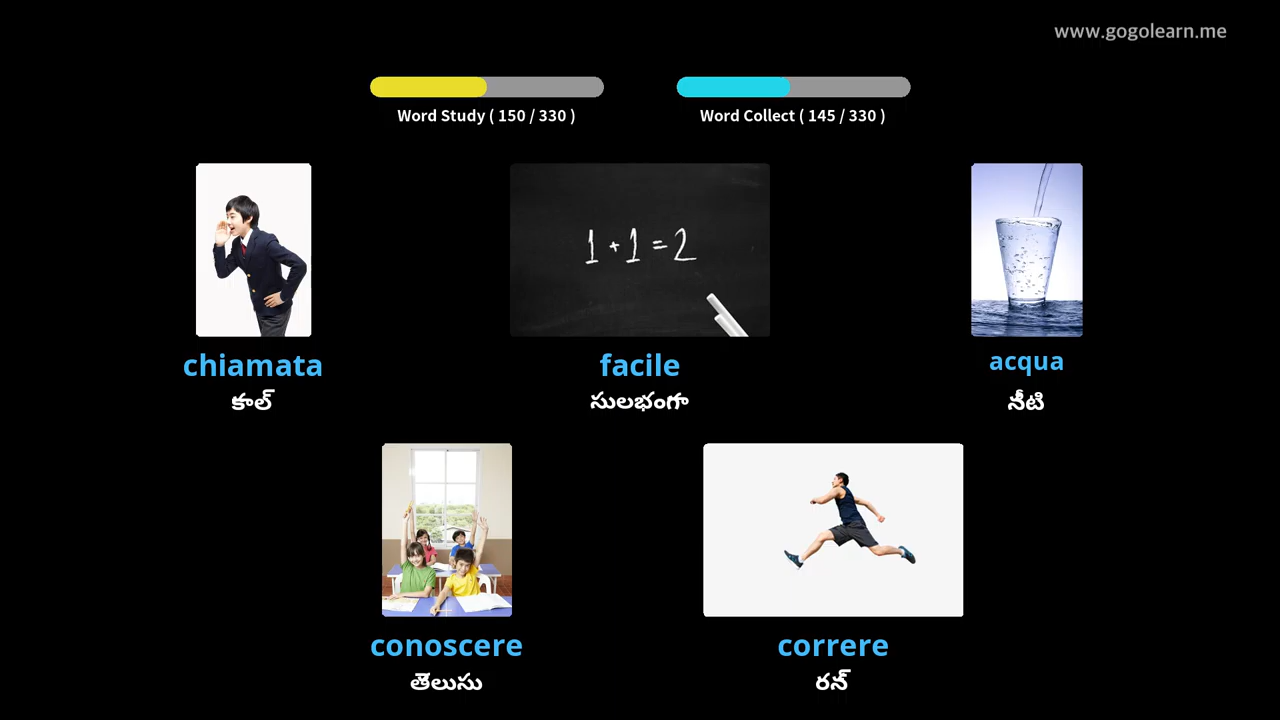 www.gogolearn.me
Word Study ( 150 / 330 )
Word Collect ( 145 / 330 )
1 + 1 = 2
chiamata
కాల్
facile
సులభంగా
acqua
నీటి
conoscere
తెలుసు
correre
రన్